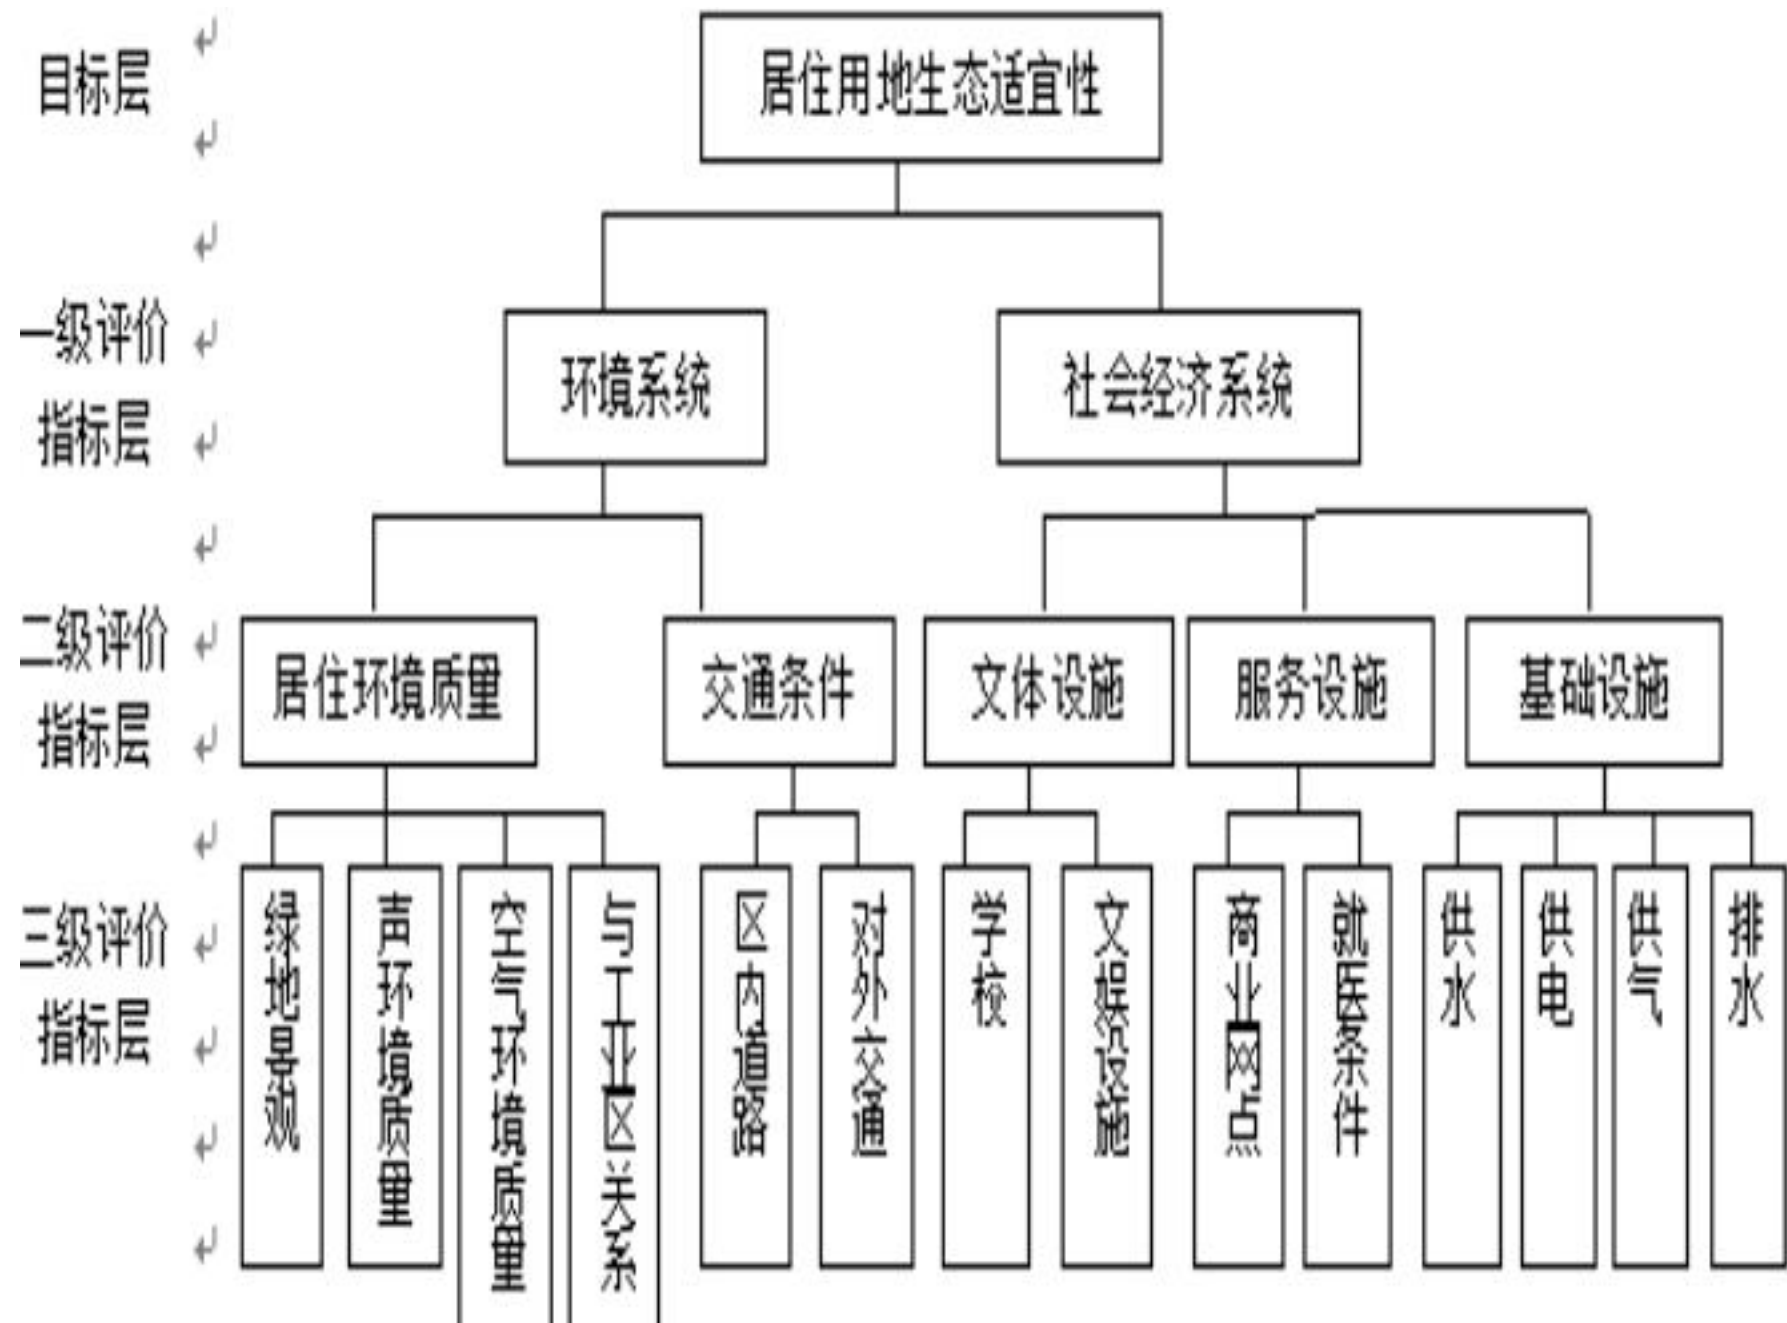 目标层
居住用地生态适宜性
一级评价
指标层
环境系统
社会经济系统
二级评价
指标层
居住环境质量
交通条件
文体设施
服务设施
基础设施
三级评价
指标层
绿地景观
声环境质量
空气环境质量
与工业区关系
区内道路
对外交通
学校
文娱设施
商业网点
就医条件
供水
供电
供气
排水